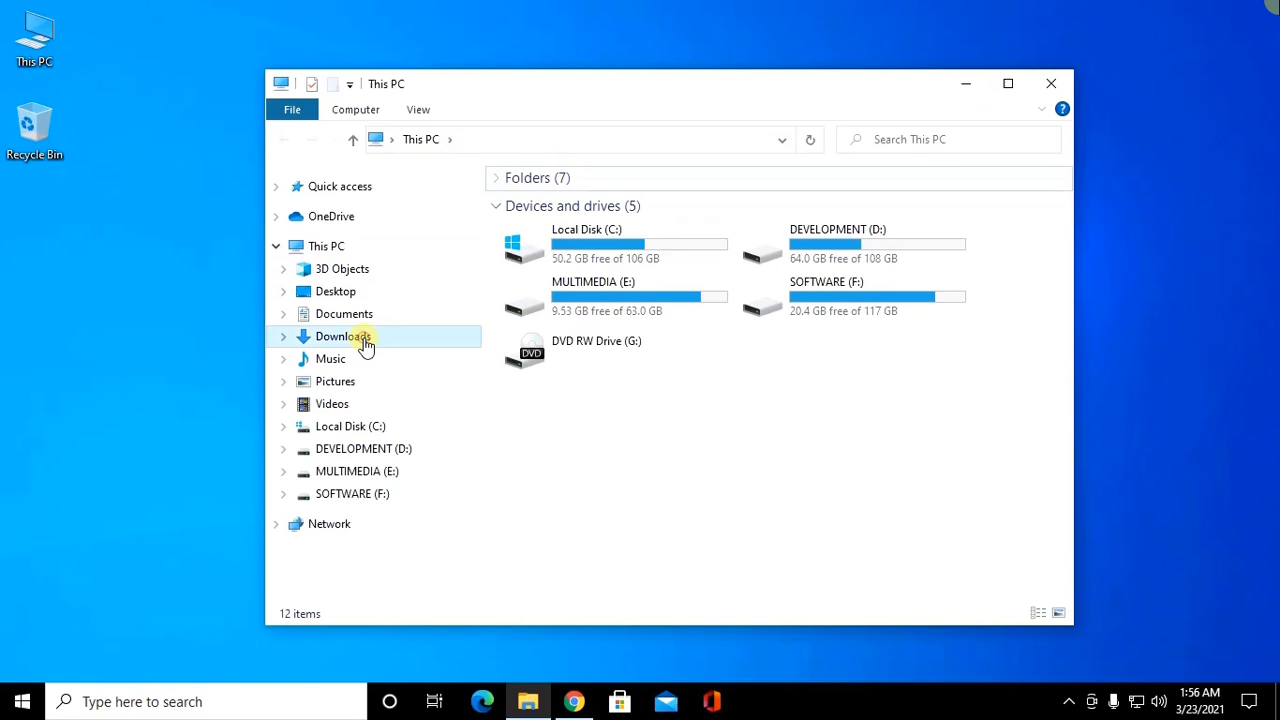 This PC
Recycle Bin
This PC
File Computer View
This PC
Search This PC
Quick access
OneDrive
This PC
3D Objects
Desktop
Documents
Downloads
Music
Pictures
Videos
Local Disk (C:)
DEVELOPMENT (D:)
MULTIMEDIA (E:)
SOFTWARE (F:)
Network
Folders (7)
Devices and drives (5)
Local Disk (C:)
50.2 GB free of 106 GB
DEVELOPMENT (D:)
64.0 GB free of 108 GB
MULTIMEDIA (E:)
9.53 GB free of 63.0 GB
SOFTWARE (F:)
20.4 GB free of 117 GB
DVD
DVD RW Drive (G:)
12 items
Type here to search
1:56 AM
3/23/2021